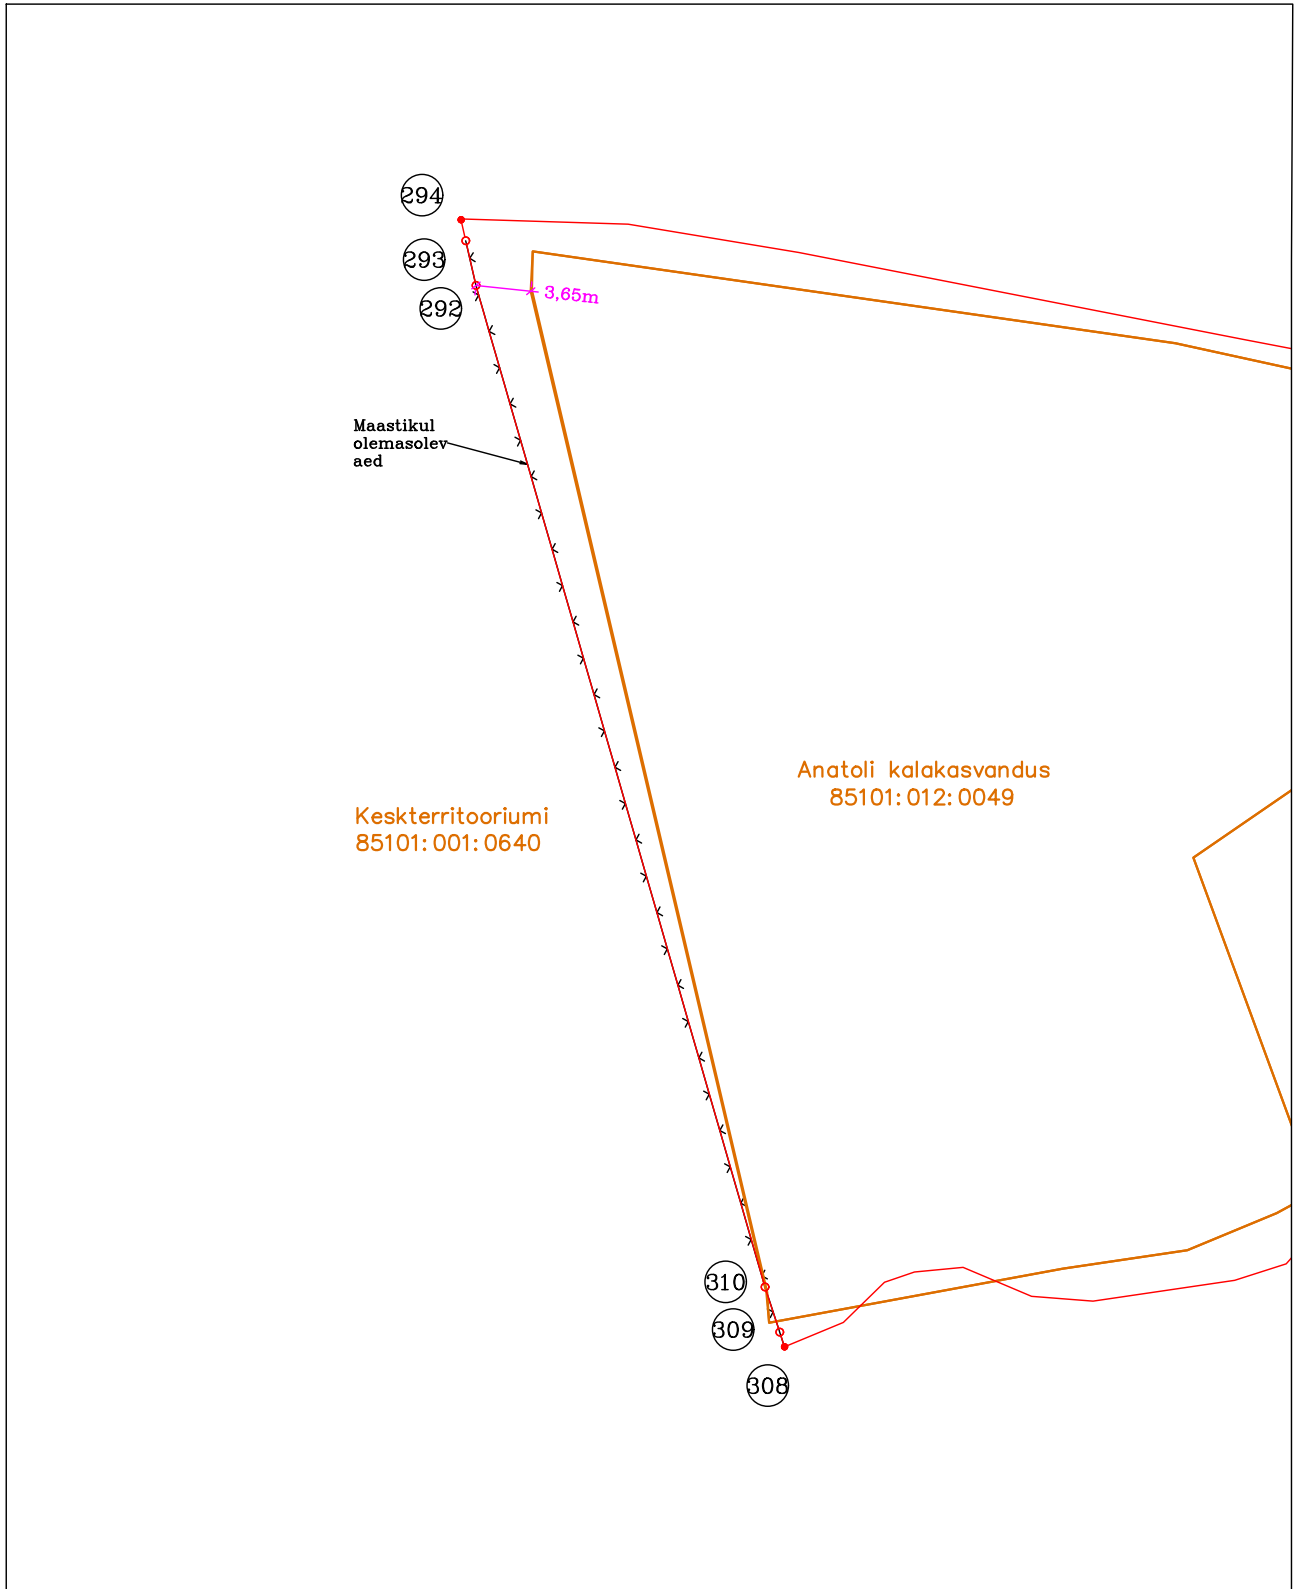 294
293
292
3,65m
Maastikul
olemasolev
aed
Anatoli kalakasvandus
85101:012:0049
Keskterritooriumi
85101:001:0640
310
309
308